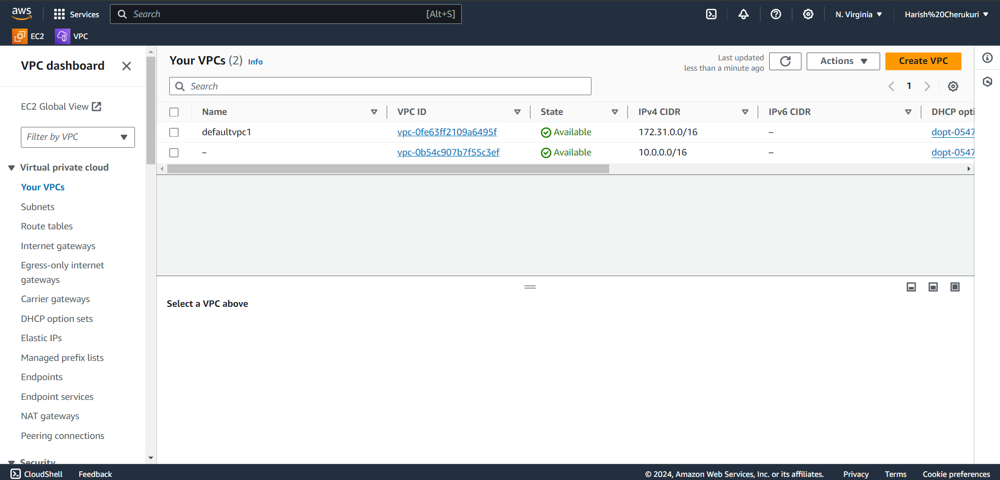 aws
Services
Search
[Alt+S]
N. Virginia
Harish%20Cherukuri
EC2
VPC
VPC dashboard
EC2 Global View
Filter by VPC
Virtual private cloud
Your VPCs
Subnets
Route tables
Internet gateways
Egress-only internet
gateways
Carrier gateways
DHCP option sets
Elastic IPs
Managed prefix lists
Endpoints
Endpoint services
NAT gateways
Peering connections
Security
Your VPCs (2) Info
Last updated
less than a minute ago
Actions
Create VPC
Search
1
Name VPC ID State IPv4 CIDR IPv6 CIDR DHCP opti
defaultvpc1 vpc-0fe63ff2109a6495f Available 172.31.0.0/16 – dopt-0547
– vpc-0b54c907b7f55c3ef Available 10.0.0.0/16 – dopt-0547
Select a VPC above
CloudShell
Feedback
© 2024, Amazon Web Services, Inc. or its affiliates.
Privacy
Terms
Cookie preferences